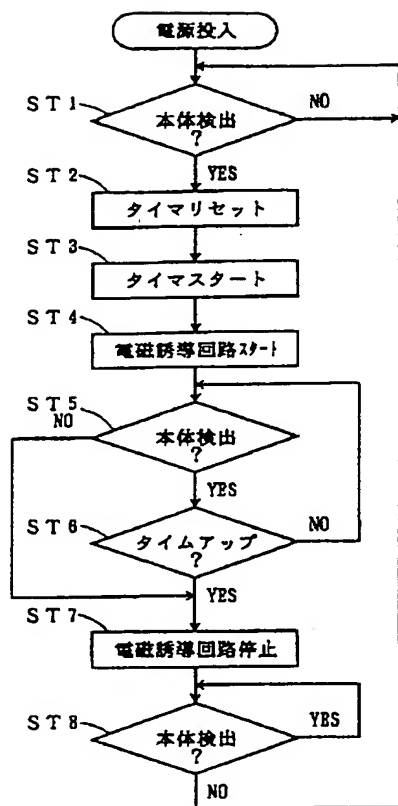 電源投入
ST1
本体検出
?
NO
YES
ST2
タイマリセット
ST3
タイマスタート
ST4
電磁誘導回路スタート
ST5
NO
本体検出
?
YES
ST6
タイムアップ
?
NO
YES
ST7
電磁誘導回路停止
ST8
本体検出
?
YES
NO